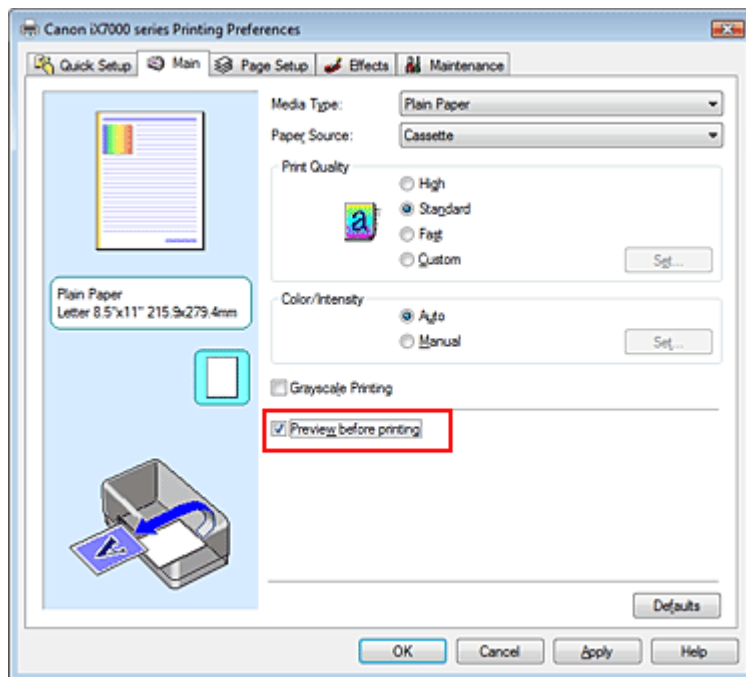 Canon iX7000 series Printing Preferences
Quick Setup Main Page Setup Effects Maintenance
Media Type: Plain Paper
Paper Source: Cassette
Print Quality
High
a Standard
Fast
Custom Set...
Plain Paper
Letter 8.5"x11" 215.9x279.4mm
Color/Intensity
Auto
Manual Set...
Grayscale Printing
Preview before printing
Defaults
OK Cancel Apply Help